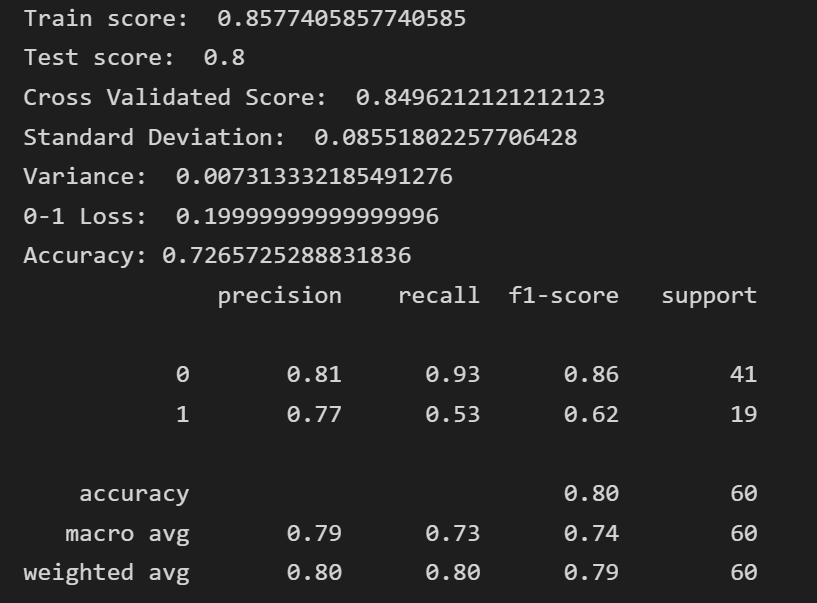 Train score:  0.8577405857740585
Test score:  0.8
Cross Validated Score:  0.8496212121212123
Standard Deviation:  0.08551802257706428
Variance:  0.007313332185491276
0-1 Loss:  0.19999999999999996
Accuracy: 0.7265725288831836
              precision    recall  f1-score   support

           0       0.81      0.93      0.86        41
           1       0.77      0.53      0.62        19

    accuracy                           0.80        60
   macro avg       0.79      0.73      0.74        60
weighted avg       0.80      0.80      0.79        60